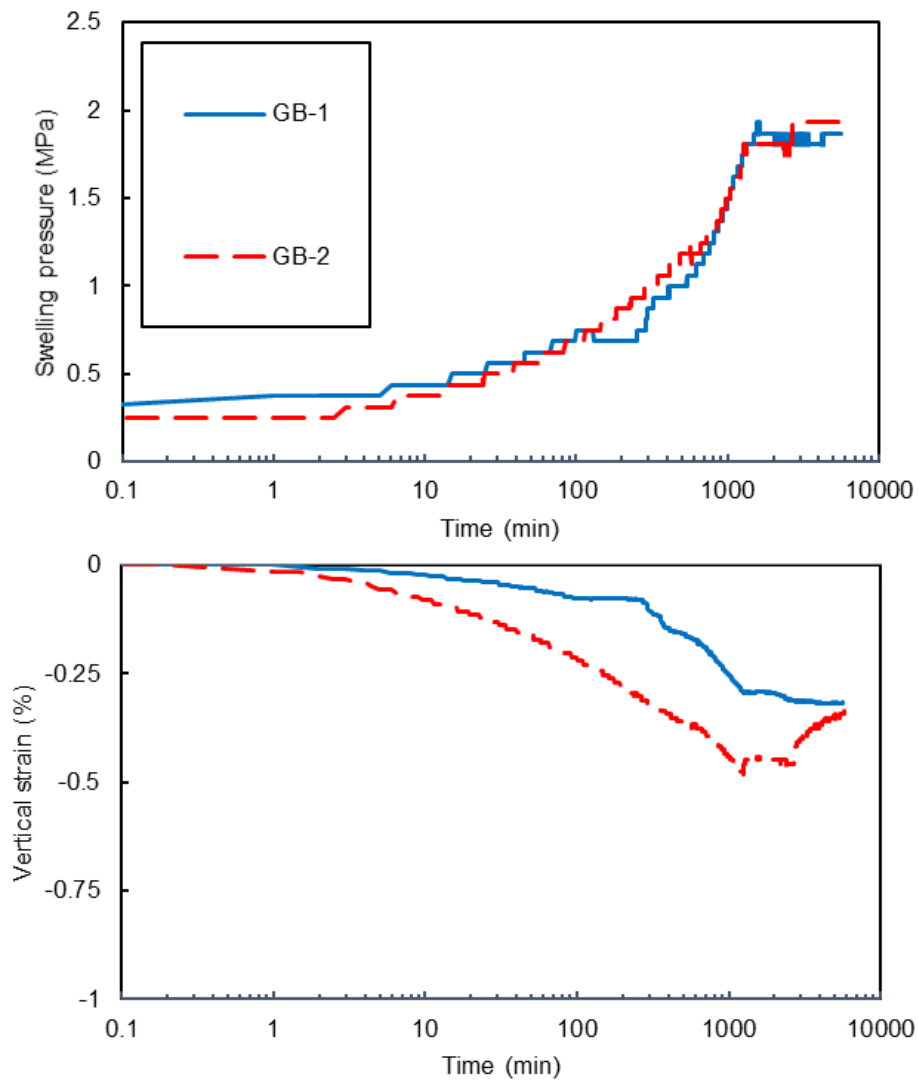 2.5
2
1.5
1
0.5
0
Swelling pressure (MPa)
GB-1
GB-2
0.1 1 10 100 1000 10000
Time (min)
0
-0.25
-0.5
-0.75
-1
Vertical strain (%)
0.1 1 10 100 1000 10000
Time (min)